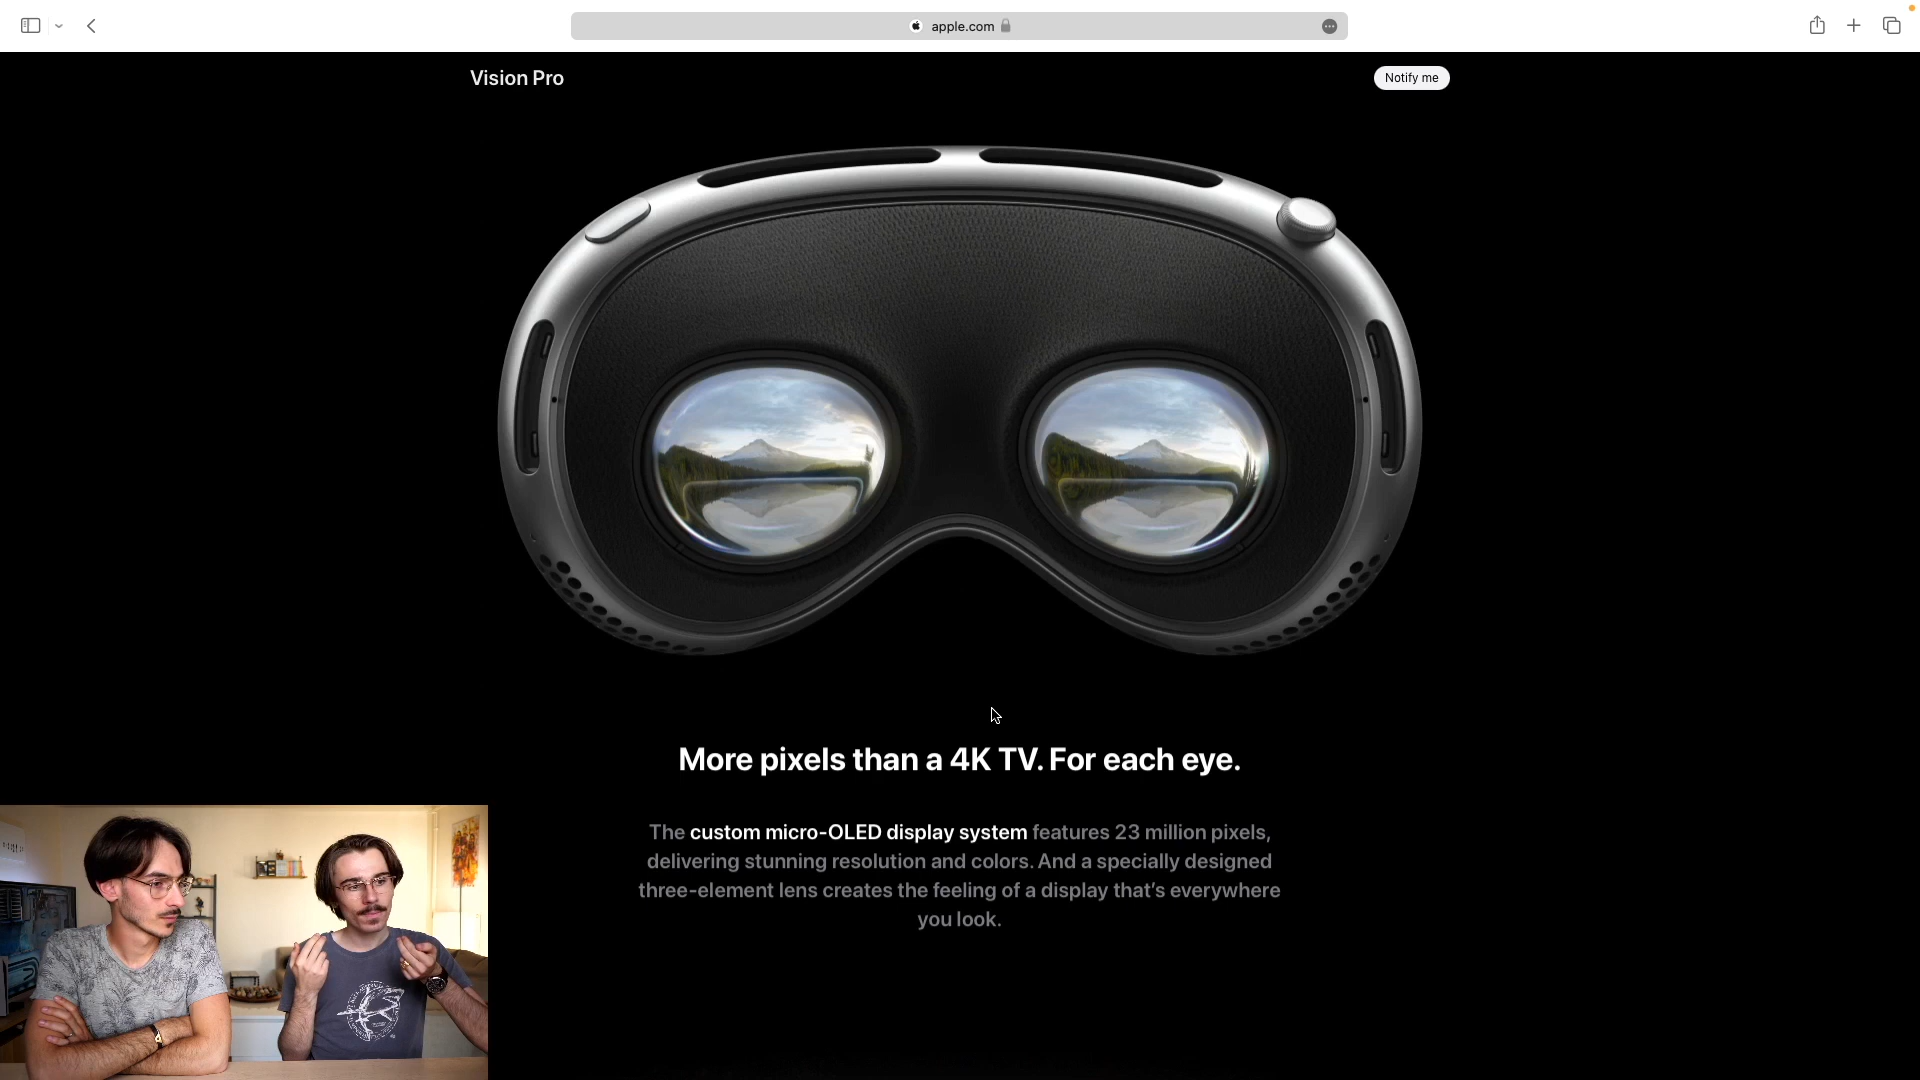 apple.com
Vision Pro
Notify me
More pixels than a 4K TV. For each eye.
The custom micro-OLED display system features 23 million pixels,
delivering stunning resolution and colors. And a specially designed
three-element lens creates the feeling of a display that's everywhere
you look.